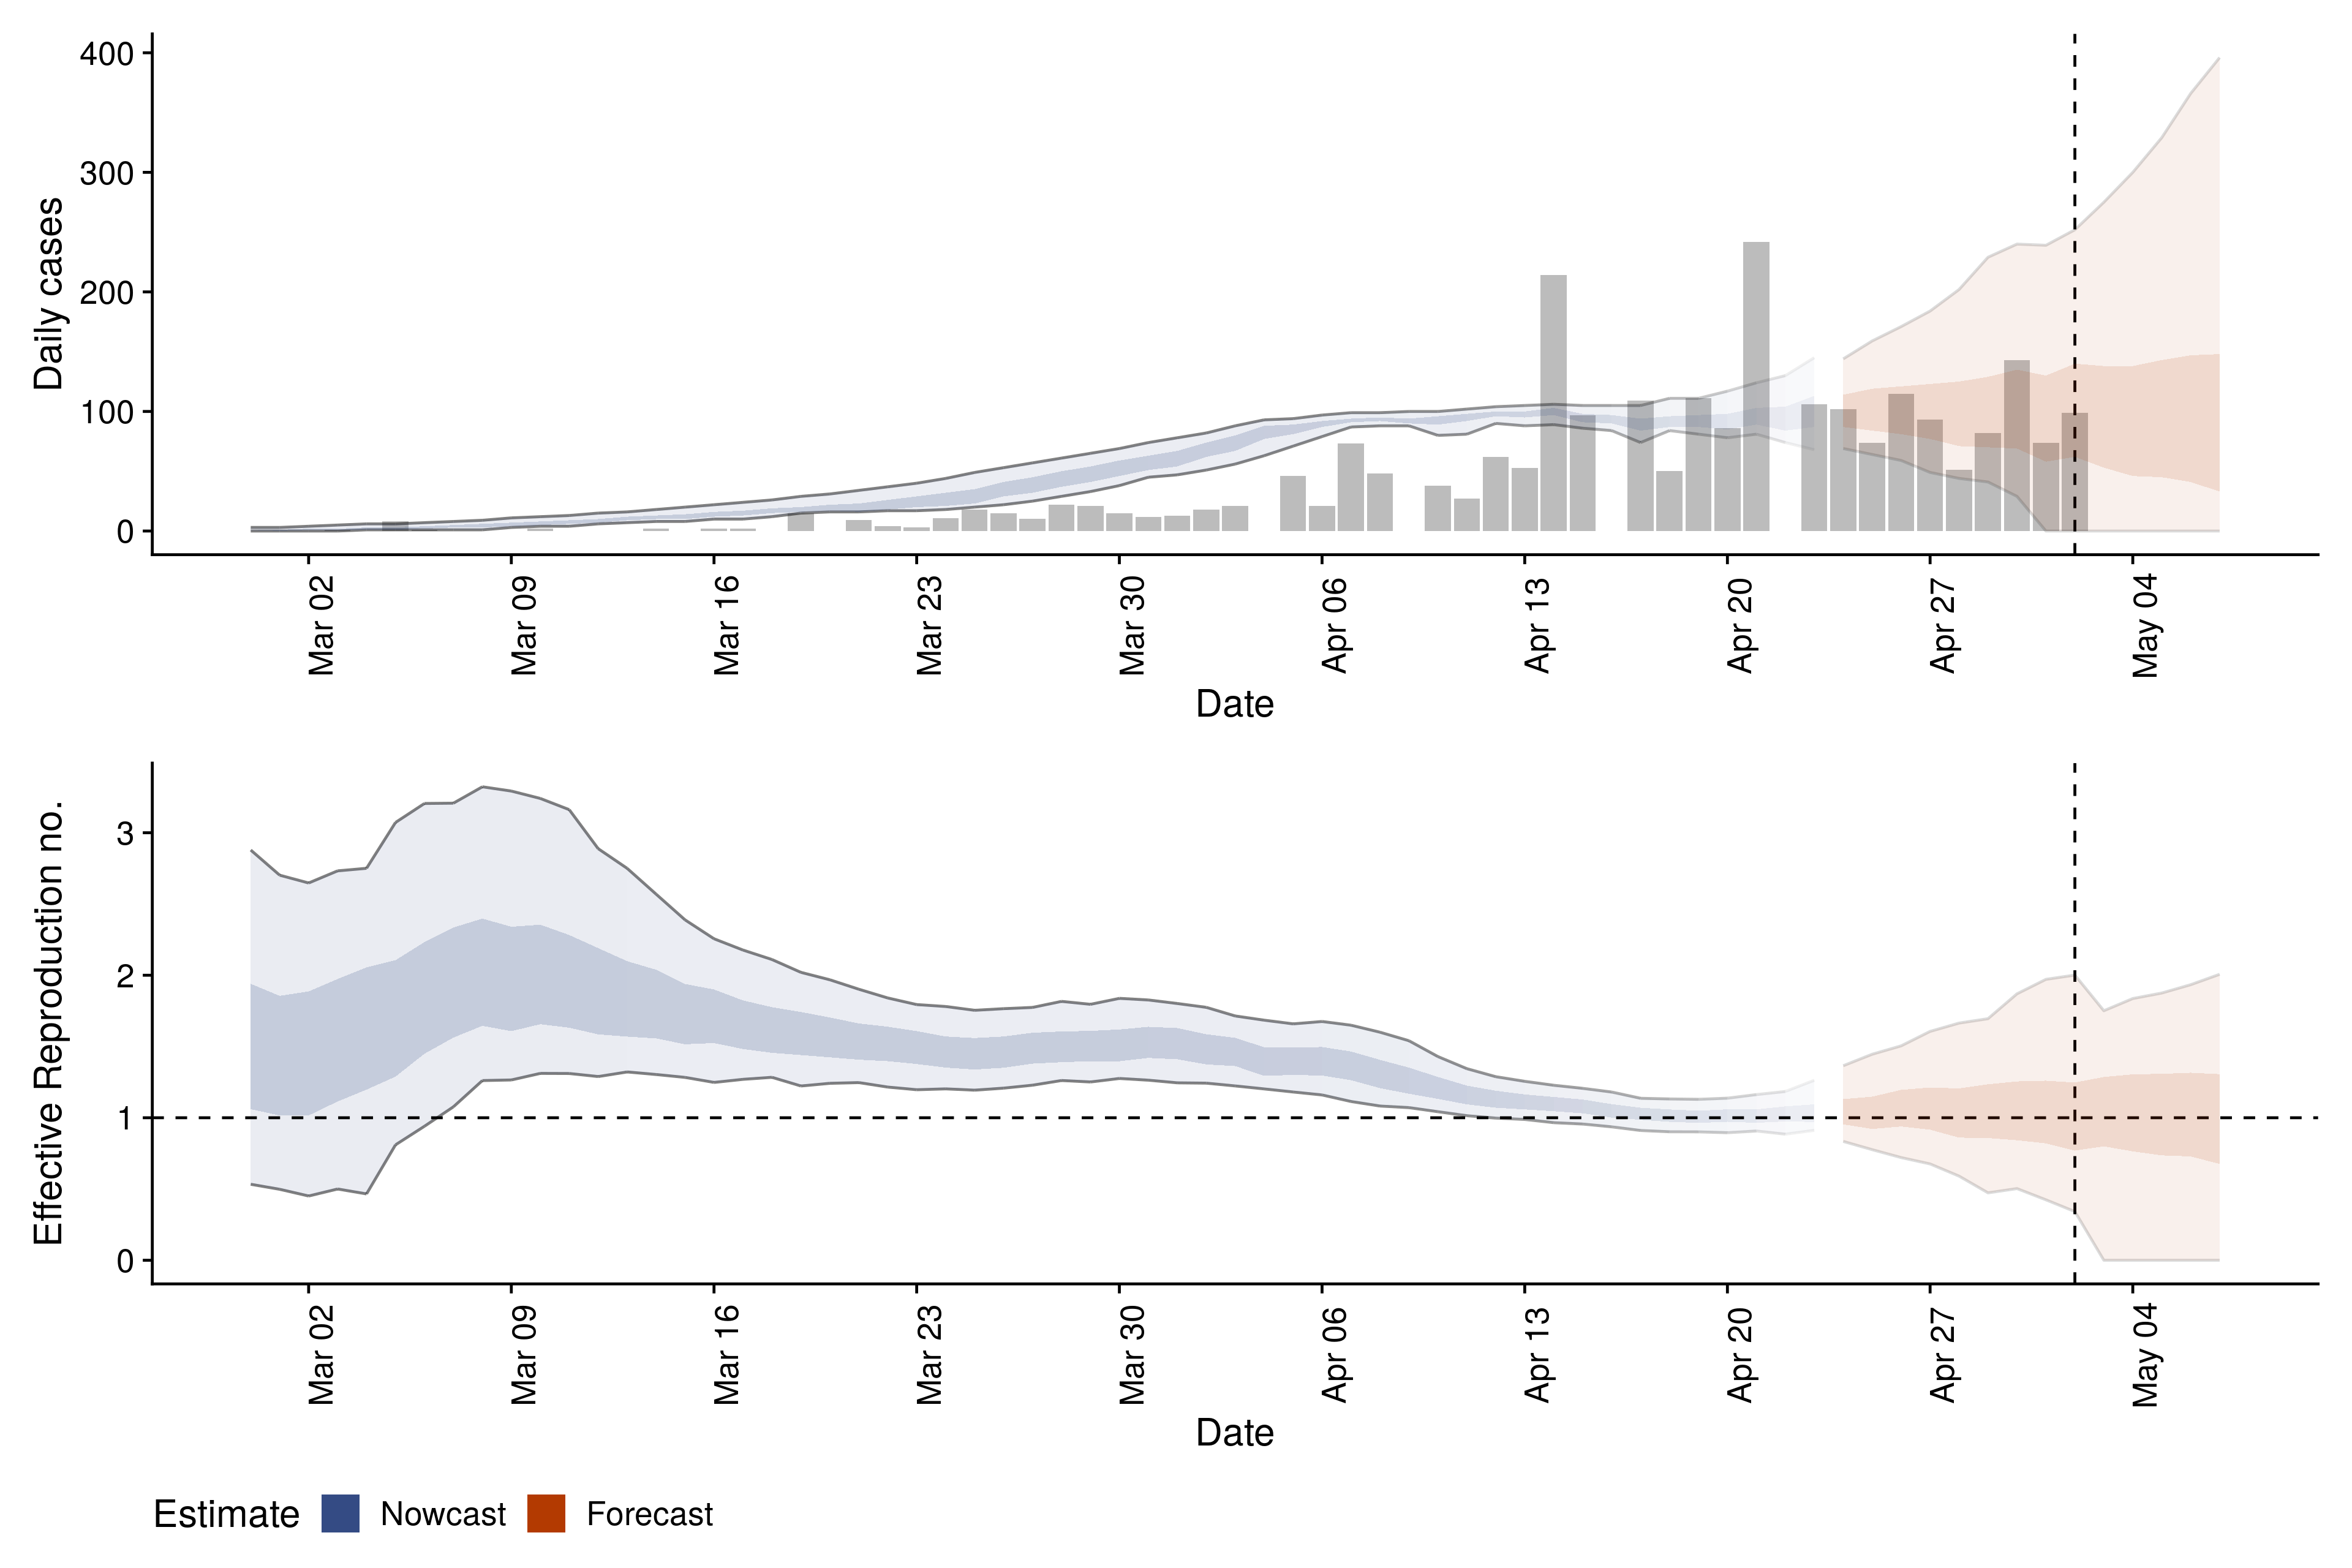 400
300
200
100
0
Daily cases
Mar 02
Mar 09
Mar 16
Mar 23
Mar 30
Apr 06
Apr 13
Apr 20
Apr 27
May 04
Date
3
2
1
0
Effective Reproduction no.
Mar 02
Mar 09
Mar 16
Mar 23
Mar 30
Apr 06
Apr 13
Apr 20
Apr 27
May 04
Date
Estimate Nowcast Forecast